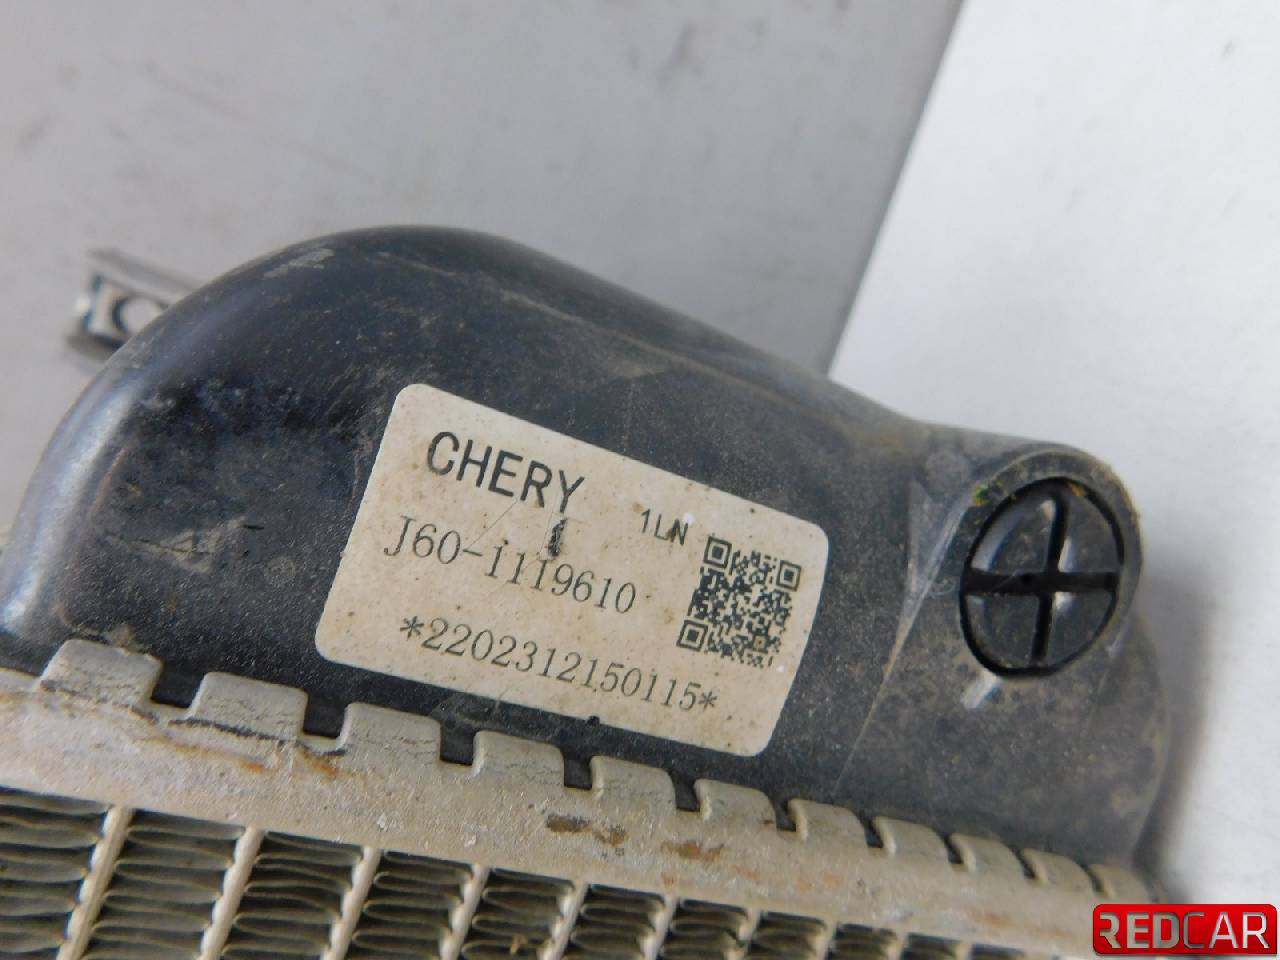 CHERY
1LN
J60-1119610
*2202312150115*
REDCAR